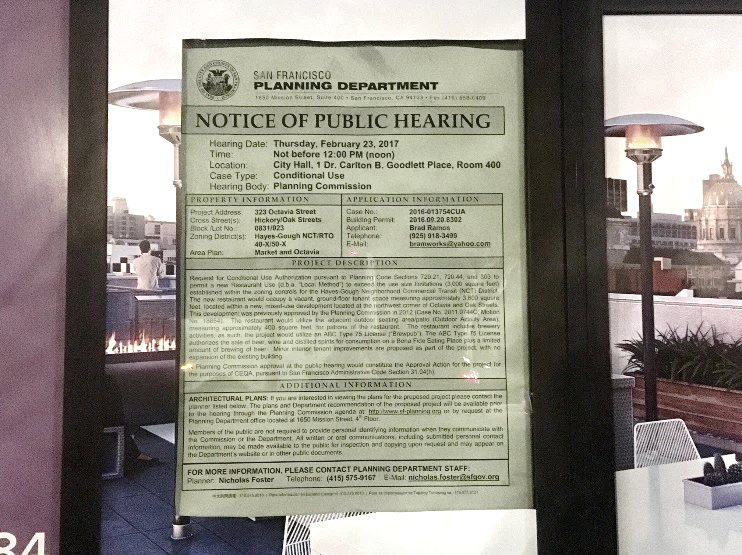 SAN FRANCISCO
PLANNING DEPARTMENT
1650 Mission Street, Suite 400 • San Francisco, CA 94103 • Fax (415) 558-6409
NOTICE OF PUBLIC HEARING
Hearing Date: Thursday, February 23, 2017
Time: Not before 12:00 PM (noon)
Location: City Hall, 1 Dr. Carlton B. Goodlett Place, Room 400
Case Type: Conditional Use
Hearing Body: Planning Commission
PROPERTY INFORMATION APPLICATION INFORMATION
Project Address: 323 Octavia Street Case No.: 2016-013754CUA
Cross Street(s): Hickory/Oak Streets Building Permit: 2016.09.20.8302
Block /Lot No.: 0831/023 Applicant: Brad Ramos
Zoning District(s): Hayes-Gough NCT/RTO Telephone: (925) 918-3499
40-X/50-X E-Mail: bramworks@yahoo.com
Area Plan: Market and Octavia
PROJECT DESCRIPTION
Request for Conditional Use Authorization pursuant to Planning Code Sections 720.21, 720.44, and 303 to
permit a new Restaurant Use (d.b.a. "Local Method") to exceed the use size limitations (3,000 square feet)
established within the zoning controls for the Hayes-Gough Neighborhood Commercial Transit (NCT) District.
The new restaurant would occupy a vacant, ground-floor tenant space measuring approximately 3,600 square
feet, located within a new, mixed-use development located at the northwest corner of Octavia and Oak Streets.
This development was previously approved by the Planning Commission in 2012 (Case No. 2011.0744C, Motion
No. The restaurant would utilize the adjacent outdoor seating area/patio (Outdoor Activity Area),
measuring approximately 400 square feet, for patrons of the restaurant. The restaurant includes brewery
activities; as such, the project would utilize an ABC Type 75 License ("Brewpub"). The ABC Type 75 License
authorizes the sale of beer, wine and distilled spirits for consumption on a Bona Fide Eating Place plus a limited
amount of brewing of beer. Minor interior tenant improvements are proposed as part of the project, with no
expansion of the existing building.
Planning Commission approval at the public hearing would constitute the Approval Action for the project for
the purposes of CEQA, pursuant to San Francisco Administrative Code Section 31.04(h).
ADDITIONAL INFORMATION
ARCHITECTURAL PLANS: If you are interested in viewing the plans for the proposed project please contact the
planner listed below. The plans and Department recommendation of the proposed project will be available prior
to the hearing through the Planning Commission agenda at: http://www.sf-planning.org or by request at the
Planning Department office located at 1650 Mission Street, 4th Floor.
Members of the public are not required to provide personal identifying information when they communicate with
the Commission or the Department. All written or oral communications, including submitted personal contact
information, may be made available to the public for inspection and copying upon request and may appear on
the Department's website or in other public documents.
FOR MORE INFORMATION, PLEASE CONTACT PLANNING DEPARTMENT STAFF:
Planner: Nicholas Foster Telephone: (415) 575-9167 E-Mail: nicholas.foster@sfgov.org
84